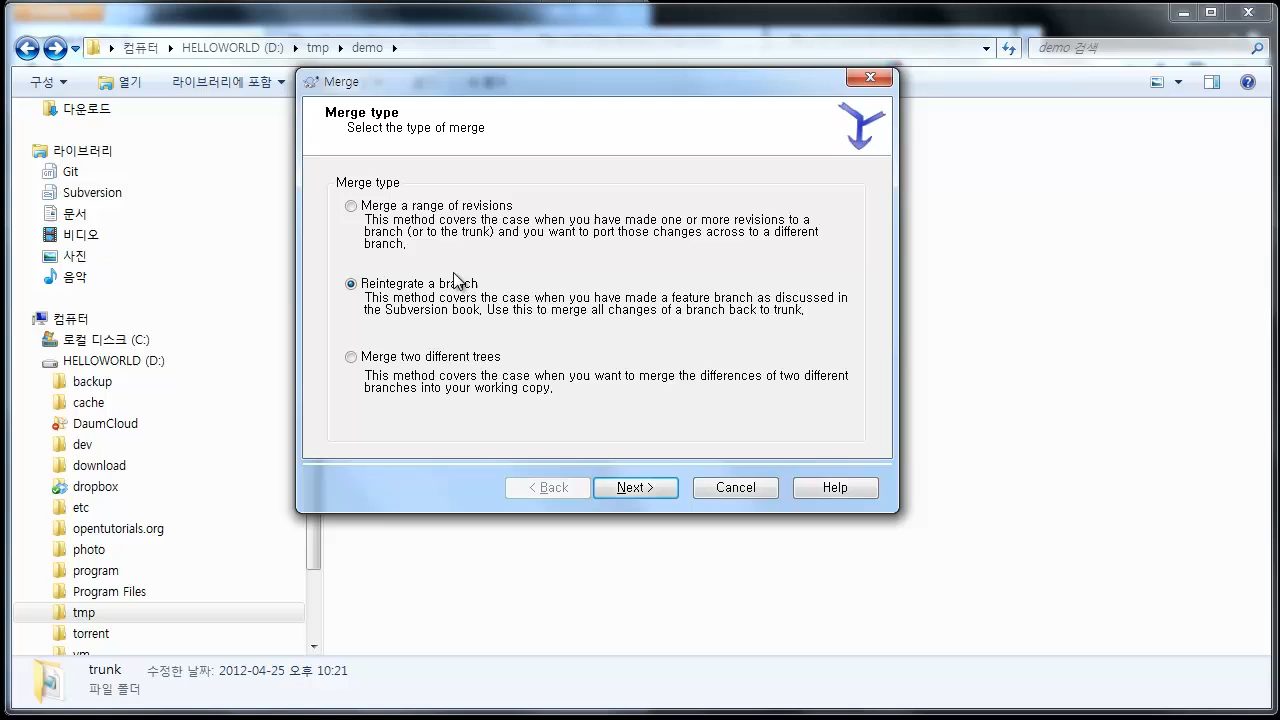 컴퓨터 HELLOWORLD (D:) tmp demo
demo 검색
구성 열기 라이브러리에 포함
다운로드
라이브러리
Git
Subversion
문서
비디오
사진
음악
컴퓨터
로컬 디스크 (C:)
HELLOWORLD (D:)
backup
cache
DaumCloud
dev
download
dropbox
etc
opentutorials.org
photo
program
Program Files
tmp
torrent
vm
Merge
Merge type
Select the type of merge
Merge type
Merge a range of revisions
This method covers the case when you have made one or more revisions to a
branch (or to the trunk) and you want to port those changes across to a different
branch.
Reintegrate a branch
This method covers the case when you have made a feature branch as discussed in
the Subversion book. Use this to merge all changes of a branch back to trunk.
Merge two different trees
This method covers the case when you want to merge the differences of two different
branches into your working copy.
< Back Next > Cancel Help
trunk 수정한 날짜: 2012-04-25 오후 10:21
파일 폴더